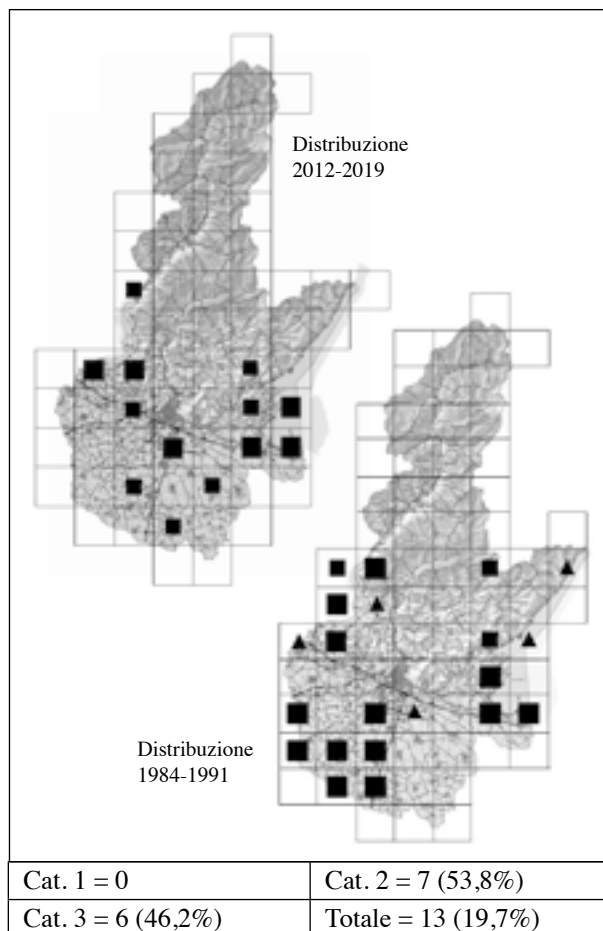 Distribuzione
2012-2019
Distribuzione
1984-1991
Cat. 1 = 0
Cat. 2 = 7 (53,8%)
Cat. 3 = 6 (46,2%)
Totale = 13 (19,7%)